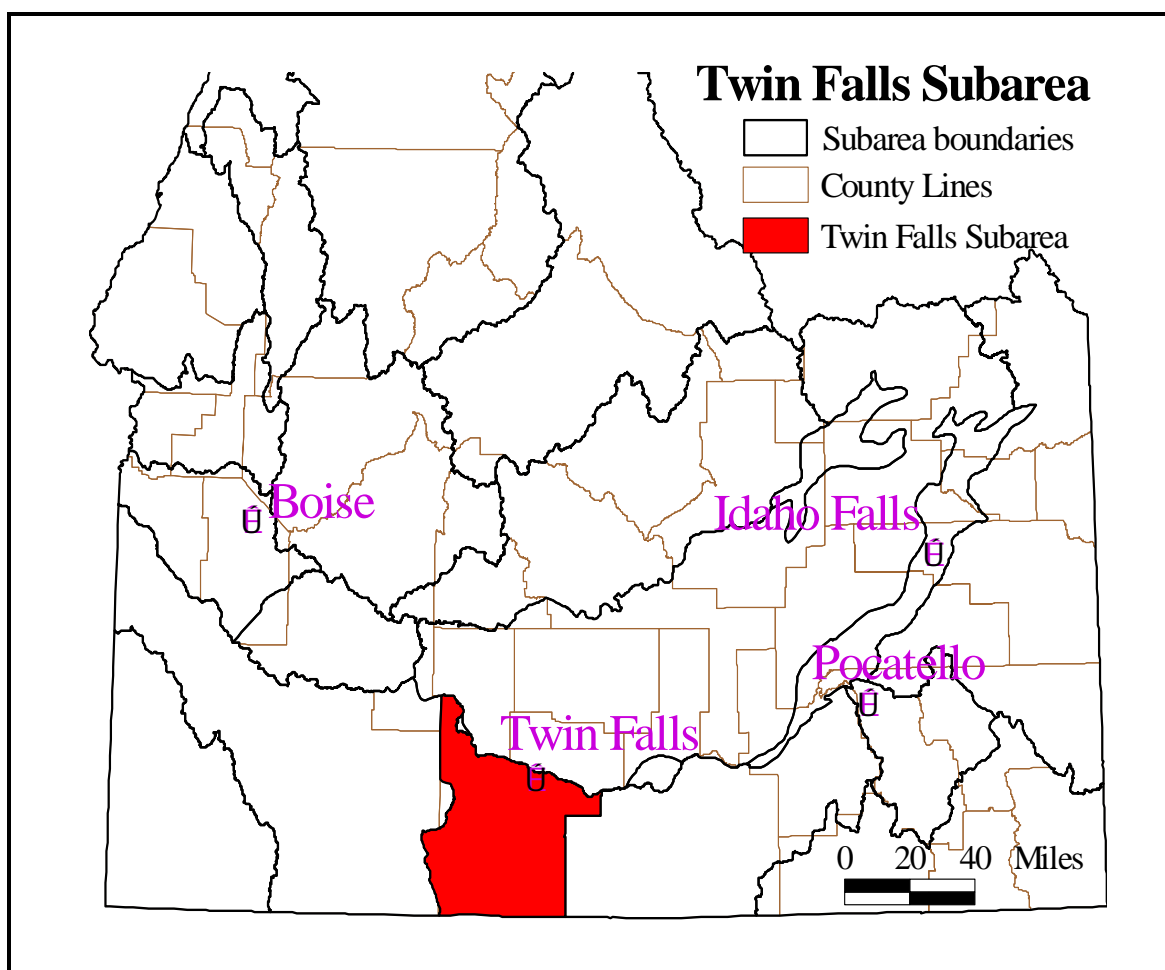 Twin Falls Subarea
Subarea boundaries
County Lines
Twin Falls Subarea
Boise
Idaho Falls
Pocatello
Twin Falls
0 20 40 Miles